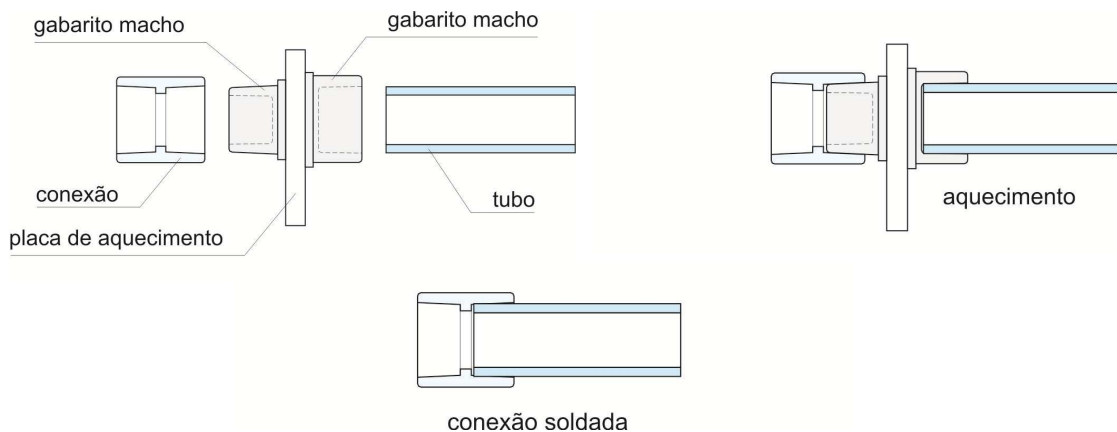 gabarito macho
gabarito macho
conexão
tubo
placa de aquecimento
aquecimento
conexão soldada